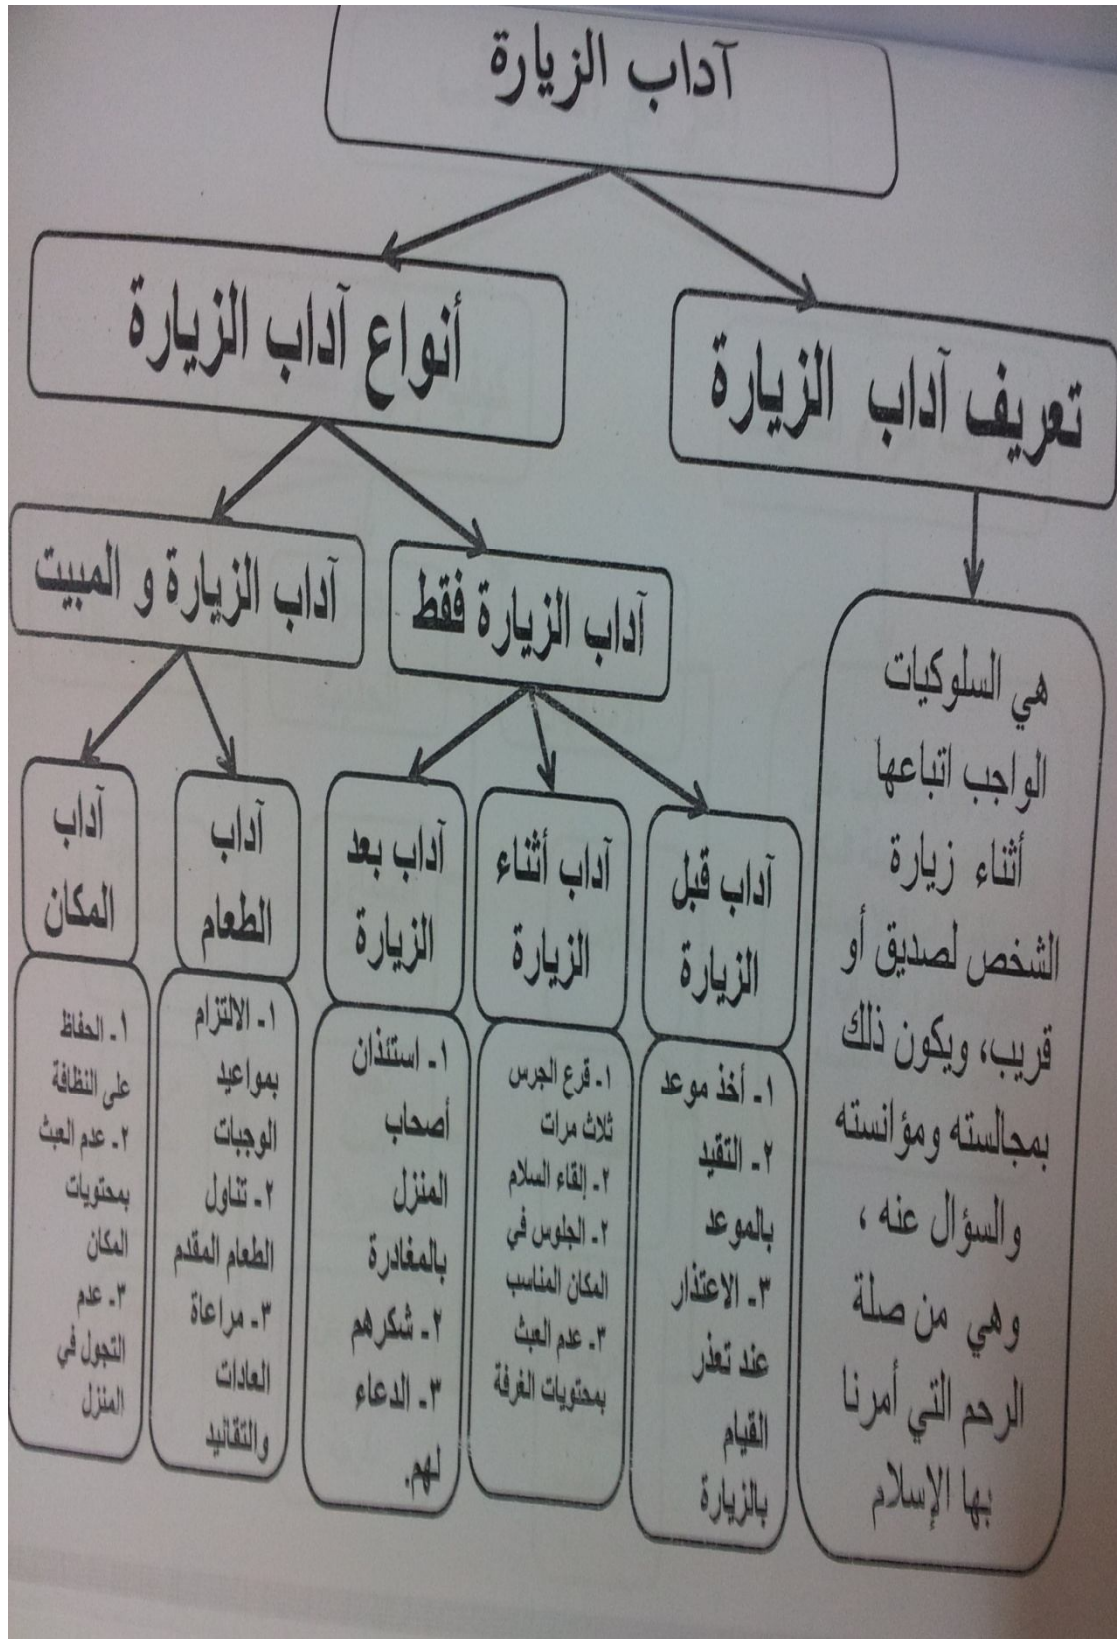 آداب الزيارة
تعريف آداب الزيارة
أنواع آداب الزيارة
هي السلوكيات
الواجب اتباعها
أثناء زيارة
الشخص لصديق أو
قريب، ويكون ذلك
بمجالسته ومؤانسته
والسؤال عنه ،
وهي من صلة
الرحم التي أمرنا
بها الإسلام
آداب الزيارة فقط
آداب الزيارة و المبيت
آداب قبل
الزيارة
١- أخذ موعد
٢- التقيد
بالموعد
٣- الاعتذار
عند تعذر
القيام
بالزيارة
آداب أثناء
الزيارة
١- قرع الجرس
ثلاث مرات
٢- إلقاء السلام
٢- الجلوس في
المكان المناسب
٣- عدم العبث
بمحتويات الغرفة
آداب بعد
الزيارة
١- استئذان
أصحاب
المنزل
بالمغادرة
٢- شكرهم
٣- الدعاء
لهم.
آداب
الطعام
١- الالتزام
بمواعيد
الوجبات
٢- تناول
الطعام المقدم
٣- مراعاة
العادات
والتقاليد
آداب
المكان
١- الحفاظ
على النظافة
٢- عدم العبث
بمحتويات
المكان
٣- عدم
التجول في
المنزل